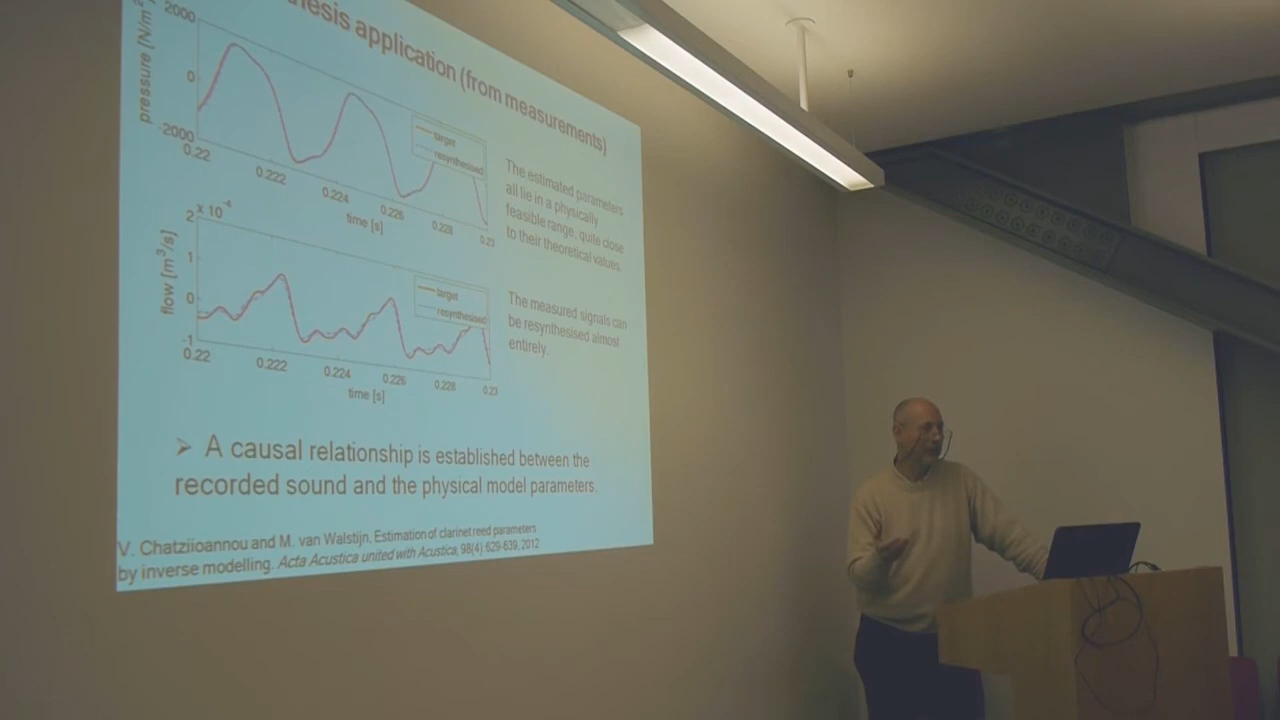 thesis application (from measurements)
pressure [N/m²
2000
0
-2000
0.22
0.222
0.224
0.226
0.228
0.23
time [s]
target
resynthesised
The estimated parameters
all lie in a physically
feasible range, quite close
to their theoretical values.
2 x 10⁻⁴
1
0
-1
flow [m³/s]
0.22
0.222
0.224
0.226
0.228
0.23
time [s]
target
resynthesised
The measured signals can
be resynthesised almost
entirely.
➢ A causal relationship is established between the
recorded sound and the physical model parameters.
V. Chatziioannou and M. van Walstijn, Estimation of clarinet reed parameters
by inverse modelling. Acta Acustica united with Acustica, 98(4):629-639, 2012